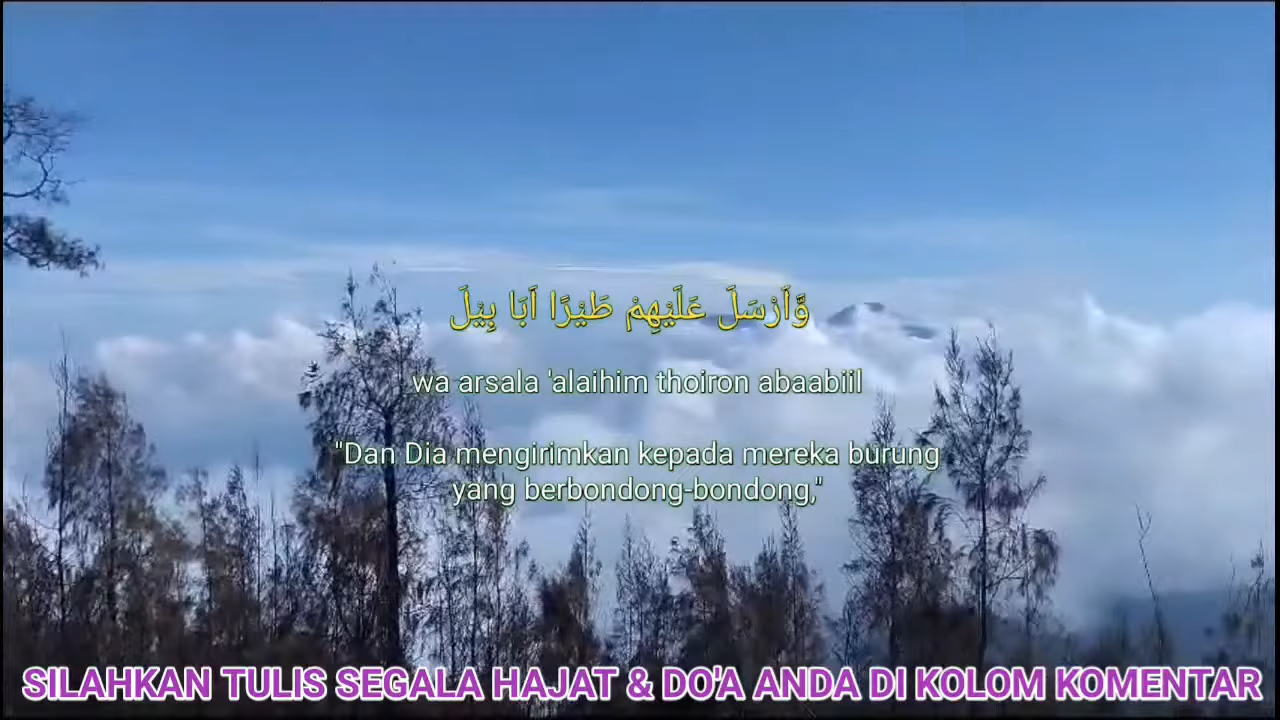 وَّاَرْسَلَ عَلَيْهِمْ طَيْرًا اَبَا بِيْلَ
wa arsala 'alaihim thoiron abaabiil
"Dan Dia mengirimkan kepada mereka burung
yang berbondong-bondong,"
SILAHKAN TULIS SEGALA HAJAT & DO'A ANDA DI KOLOM KOMENTAR